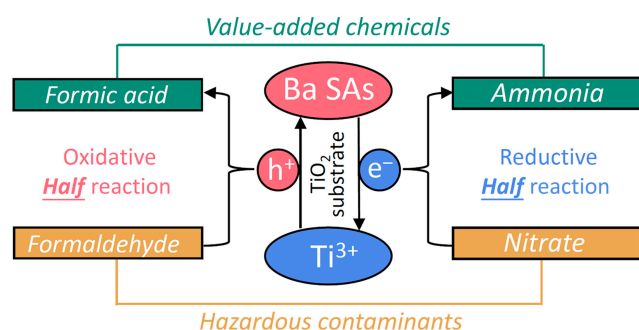 Value-added chemicals
Formic acid
Ba SAs
Ammonia
Oxidative
Half reaction
h⁺
TiO₂
substrate
e⁻
Reductive
Half reaction
Formaldehyde
Ti³⁺
Nitrate
Hazardous contaminants